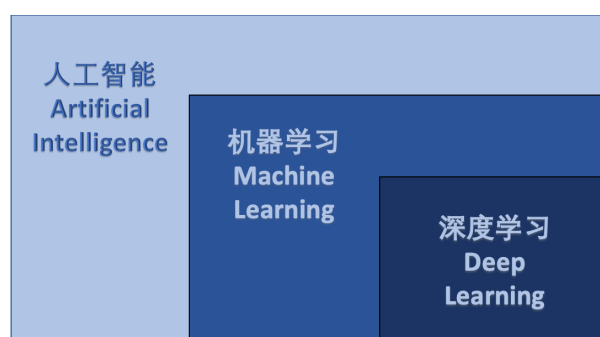 人工智能
Artificial
Intelligence
机器学习
Machine
Learning
深度学习
Deep
Learning